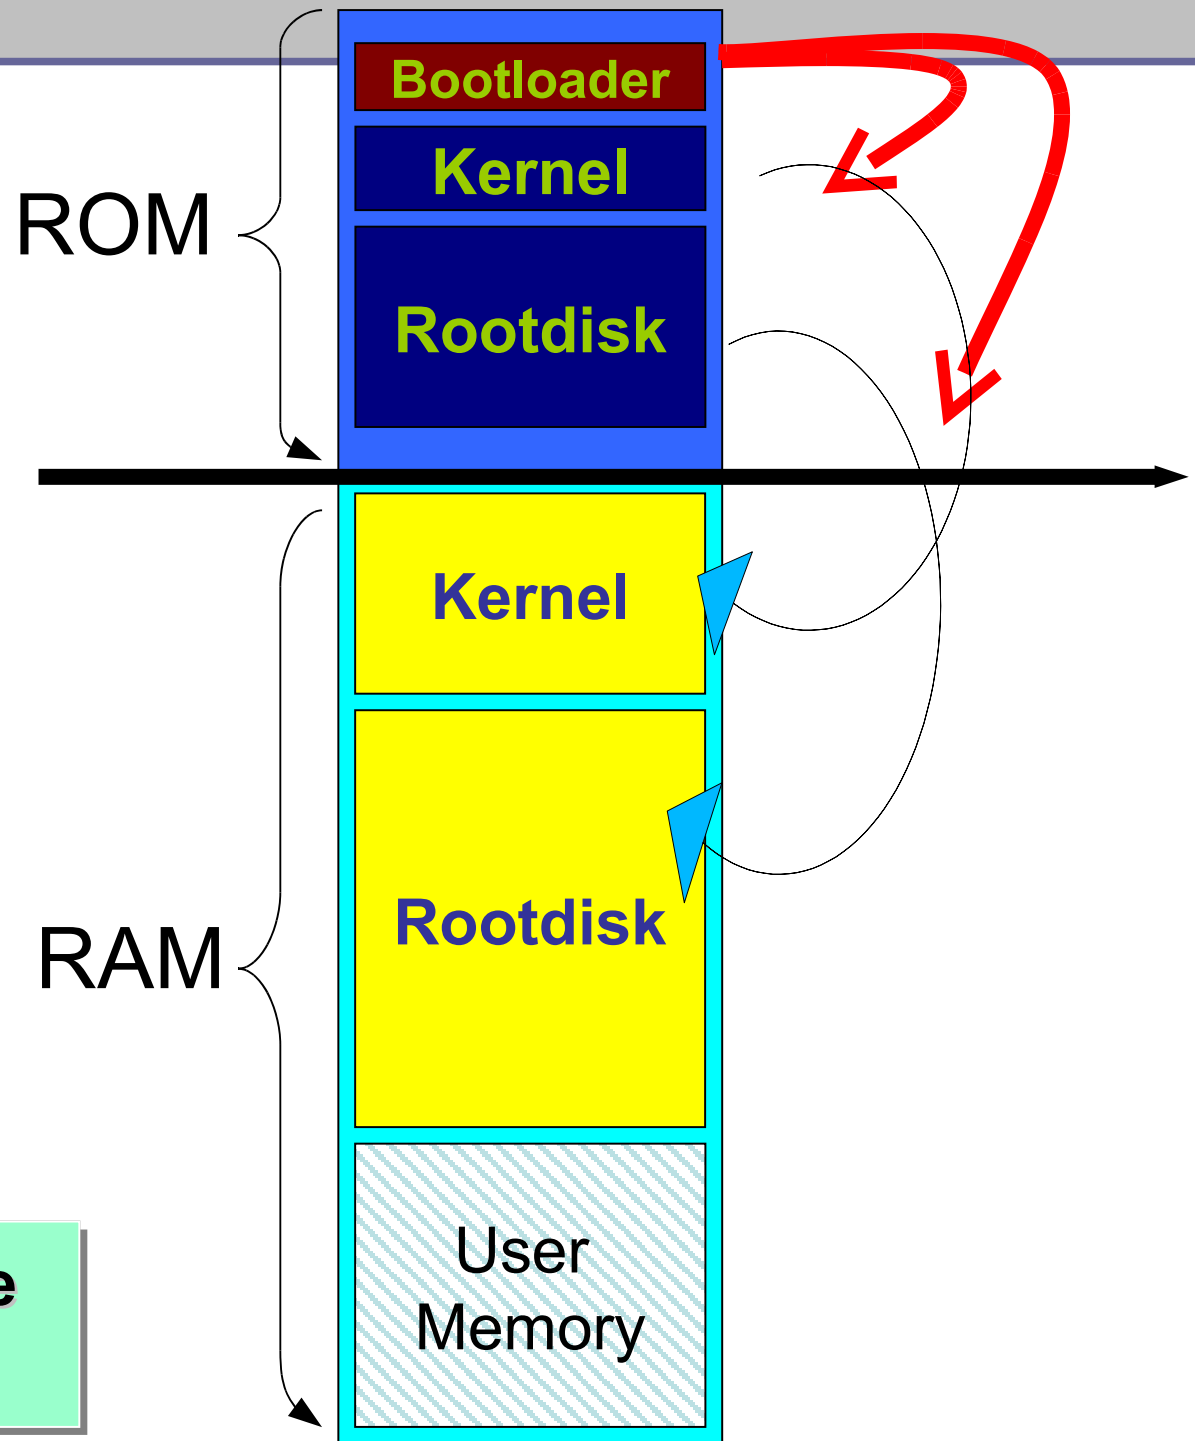 Bootloader
Kernel
ROM
Rootdisk
Kernel
Rootdisk
RAM
User
Memory